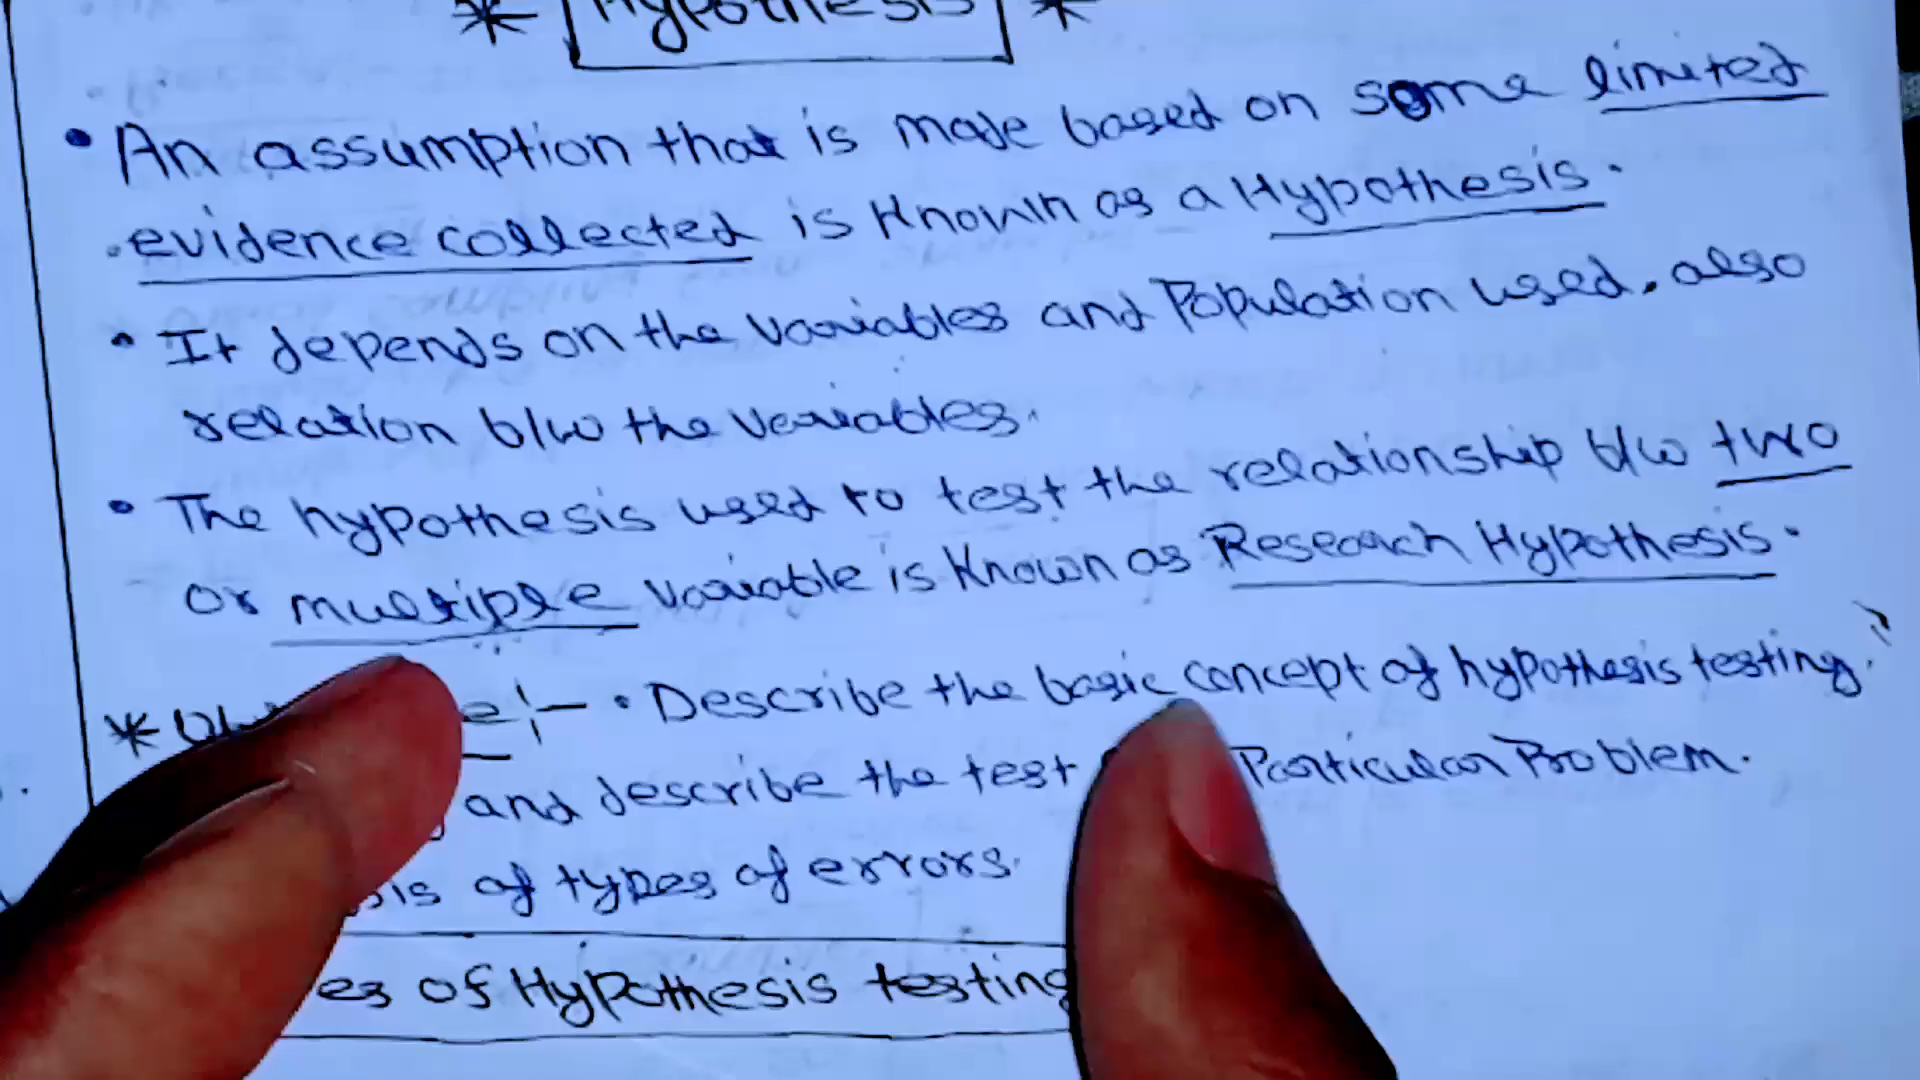 * Hypothesis *
• An assumption that is made based on some limited
evidence collected is known as a Hypothesis.
• It depends on the variables and Population used, also
relation b/w the variables.
• The hypothesis used to test the relationship b/w two
or multiple variable is known as Research Hypothesis.
* :- • Describe the basic concept of hypothesis testing.
and describe the test Particular Problem.
of types of errors.
of Hypothesis testing